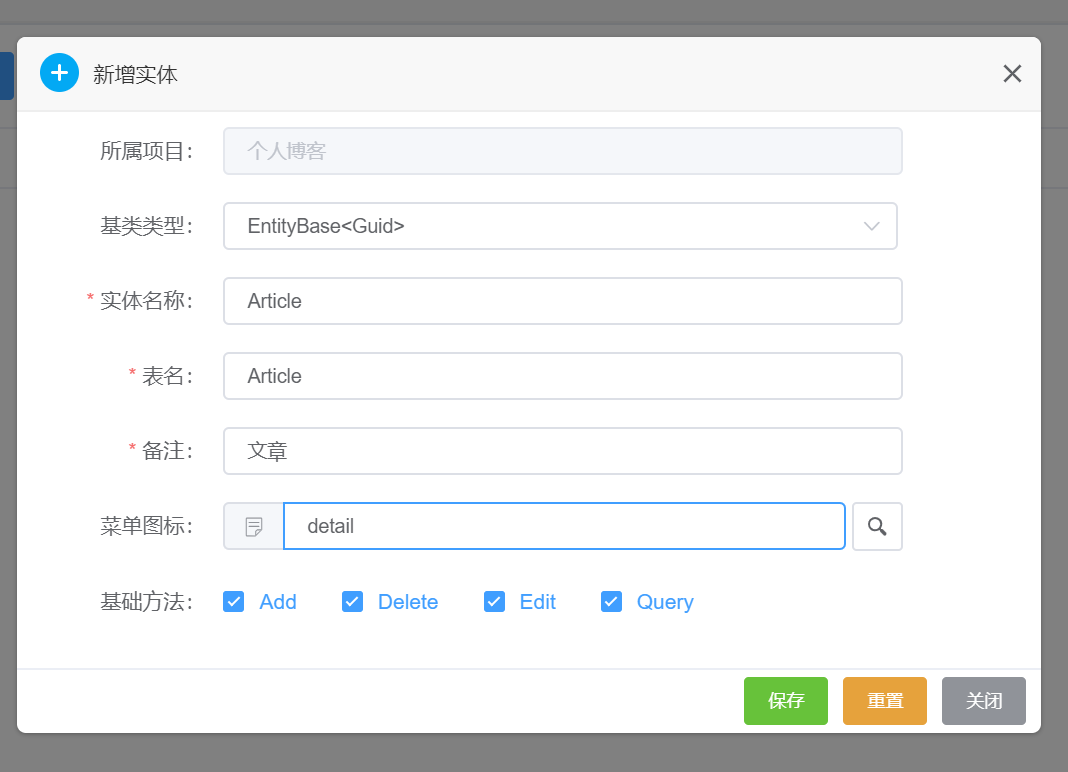 新增实体
所属项目： 个人博客
基类类型： EntityBase<Guid>
* 实体名称： Article
* 表名： Article
* 备注： 文章
菜单图标： detail
基础方法： Add Delete Edit Query
保存 重置 关闭